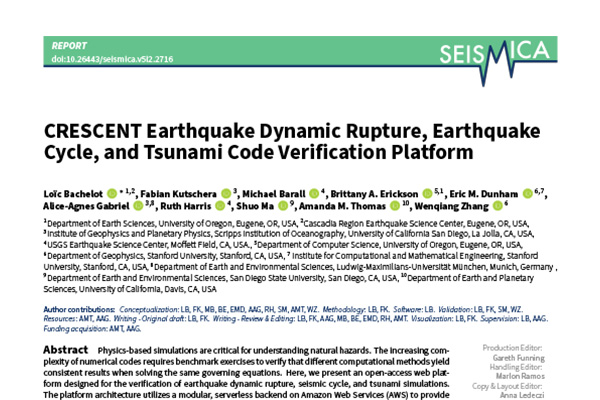 REPORT
doi:10.26443/seismica.v5i2.2716
SEISMICA
CRESCENT Earthquake Dynamic Rupture, Earthquake
Cycle, and Tsunami Code Verification Platform
Loïc Bachelot * 1,2, Fabian Kutschera 3, Michael Barall 4, Brittany A. Erickson 5,1, Eric M. Dunham 6,7,
Alice-Agnes Gabriel 3,8, Ruth Harris 4, Shuo Ma 9, Amanda M. Thomas 10, Wenqiang Zhang 6
1Department of Earth Sciences, University of Oregon, Eugene, OR, USA, 2Cascadia Region Earthquake Science Center, Eugene, OR, USA,
3Institute of Geophysics and Planetary Physics, Scripps Institution of Oceanography, University of California San Diego, La Jolla, CA, USA,
4USGS Earthquake Science Center, Moffett Field, CA, USA., 5Department of Computer Science, University of Oregon, Eugene, OR, USA,
6Department of Geophysics, Stanford University, Stanford, CA, USA, 7 Institute for Computational and Mathematical Engineering, Stanford
University, Stanford, CA, USA, 8Department of Earth and Environmental Sciences, Ludwig-Maximilians-Universität München, Munich, Germany ,
9Department of Earth and Environmental Sciences, San Diego State University, San Diego, CA, USA, 10Department of Earth and Planetary
Sciences, University of California, Davis, CA, USA
Author contributions: Conceptualization: LB, FK, MB, BE, EMD, AAG, RH, SM, AMT, WZ. Methodology: LB, FK. Software: LB. Validation: LB, FK, SM, WZ.
Resources: AMT, AAG. Writing - Original draft: LB, FK. Writing - Review & Editing: LB, FK, AAG, MB, BE, EMD, RH, AMT. Visualization: LB, FK. Supervision: LB, AAG.
Funding acquisition: AMT, AAG.
Abstract Physics-based simulations are critical for understanding natural hazards. The increasing com-
plexity of numerical codes requires benchmark exercises to verify that different computational methods yield
consistent results when solving the same governing equations. Here, we present an open-access web plat-
form designed for the verification of earthquake dynamic rupture, seismic cycle, and tsunami simulations.
The platform architecture utilizes a modular, serverless backend on Amazon Web Services (AWS) to provide
Production Editor:
Gareth Funning
Handling Editor:
Marlon Ramos
Copy & Layout Editor:
Anna Ledeczi